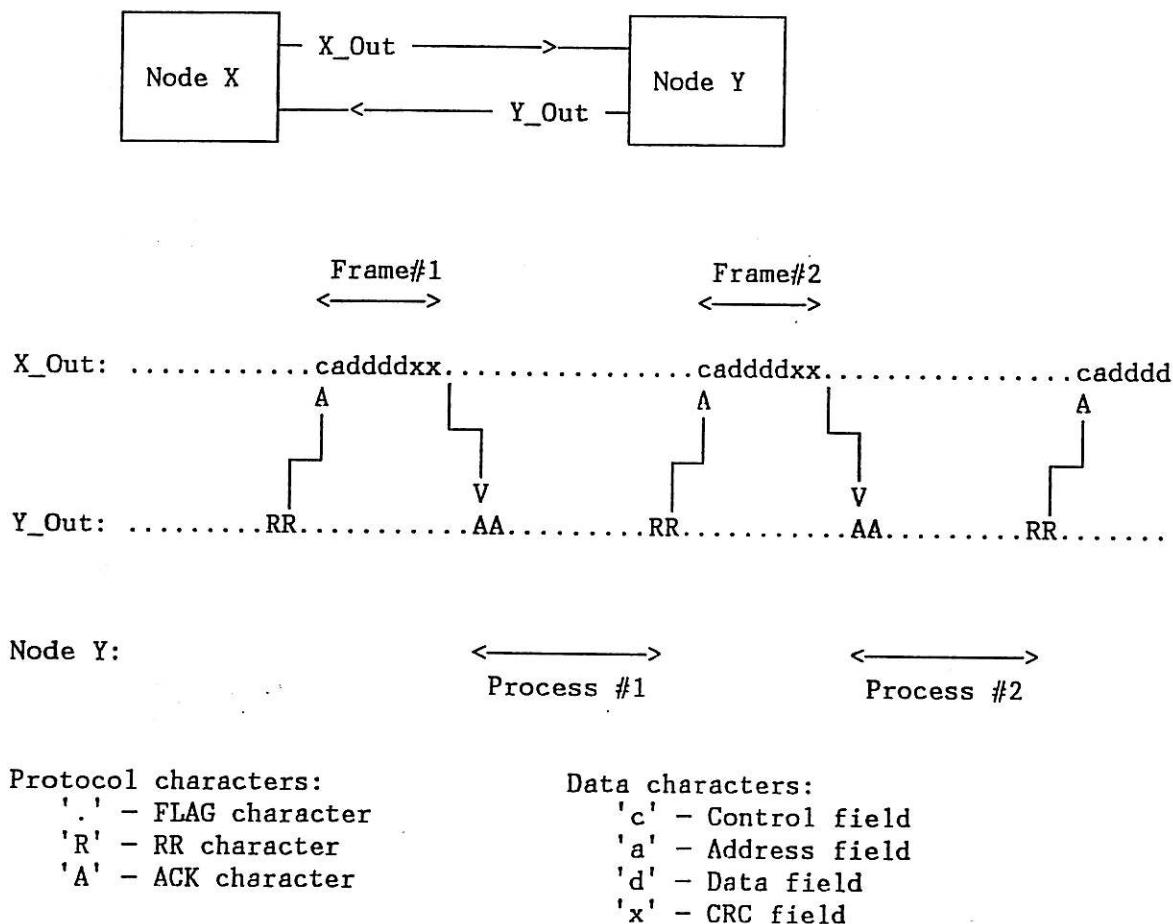 Node X
X_Out
Node Y
Y_Out
Frame#1 Frame#2
X_Out: .............caddddxx...................caddddxx...................cadddd
A A A
V V
Y_Out: ..........RR.............AA..........RR.............AA..........RR.......
Node Y:
Process #1 Process #2
Protocol characters:
'.' – FLAG character
'R' – RR character
'A' – ACK character
Data characters:
'c' – Control field
'a' – Address field
'd' – Data field
'x' – CRC field